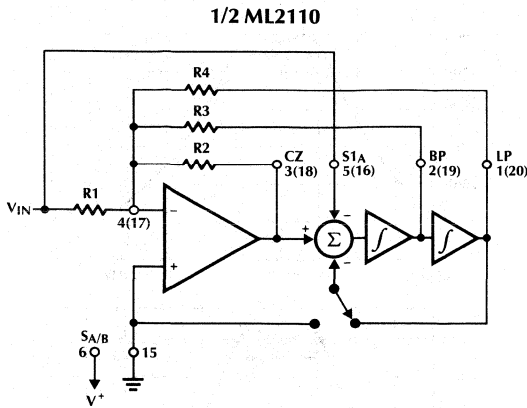 1/2 ML2110
R4
R3
R2
CZ
3(18)
S1A
5(16)
BP
2(19)
LP
1(20)
R1
VIN
4(17)
−
+
+
−
Σ
−
∫
∫
SA/B
6
15
V+